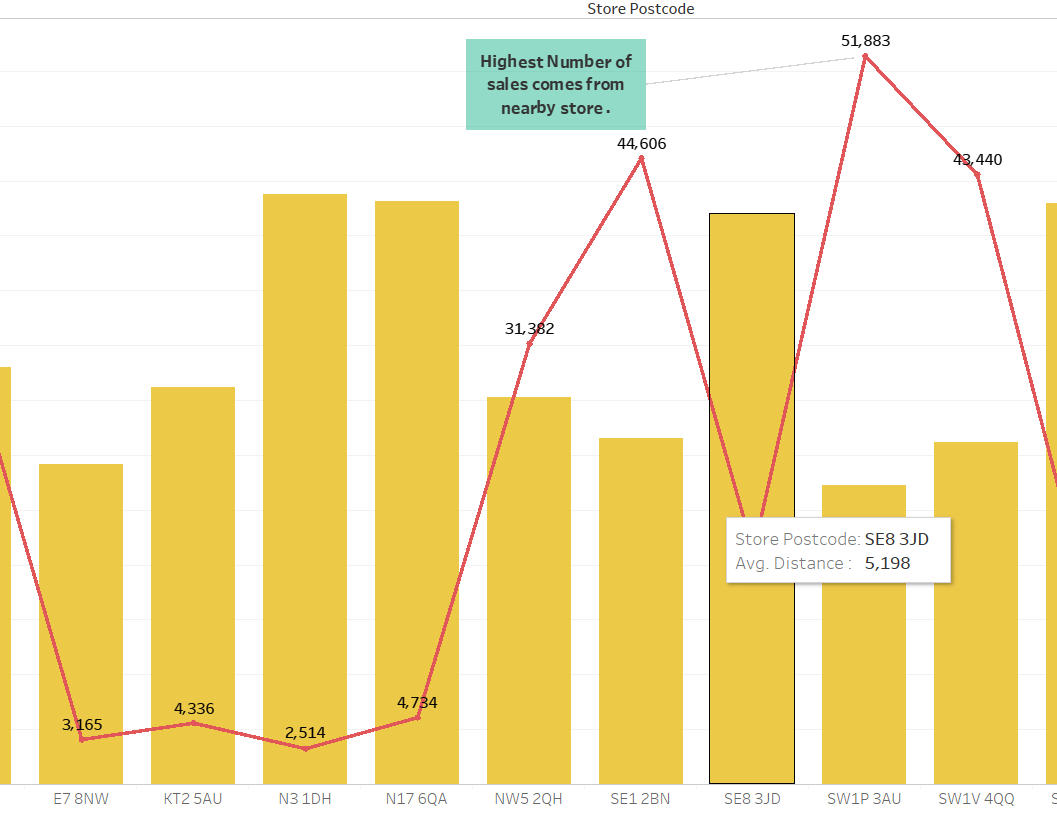 Store Postcode
51,883
Highest Number of
sales comes from
nearby store .
44,606
43,440
31,382
Store Postcode: SE8 3JD
Avg. Distance : 5,198
3,165
4,336
2,514
4,734
E7 8NW KT2 5AU N3 1DH N17 6QA NW5 2QH SE1 2BN SE8 3JD SW1P 3AU SW1V 4QQ S